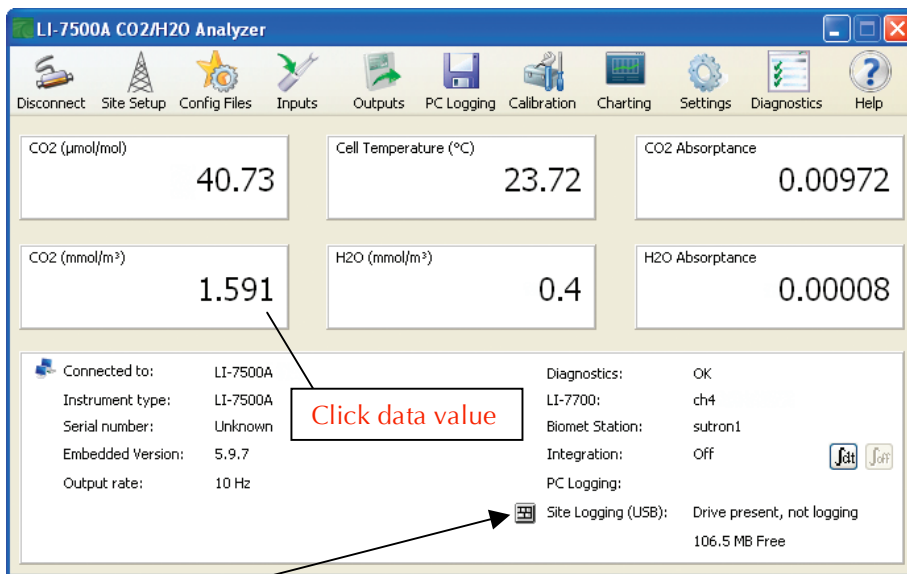 LI-7500A CO2/H2O Analyzer
Disconnect Site Setup Config Files Inputs Outputs PC Logging Calibration Charting Settings Diagnostics Help
CO2 (µmol/mol) Cell Temperature (°C) CO2 Absorptance
40.73 23.72 0.00972
CO2 (mmol/m³) H2O (mmol/m³) H2O Absorptance
1.591 0.4 0.00008
Connected to: LI-7500A Diagnostics: OK
Instrument type: LI-7500A LI-7700: ch4
Click data value
Serial number: Unknown Biomet Station: sutron1
Embedded Version: 5.9.7 Integration: Off ∫dt ∫off
Output rate: 10 Hz PC Logging:
Site Logging (USB): Drive present, not logging
106.5 MB Free